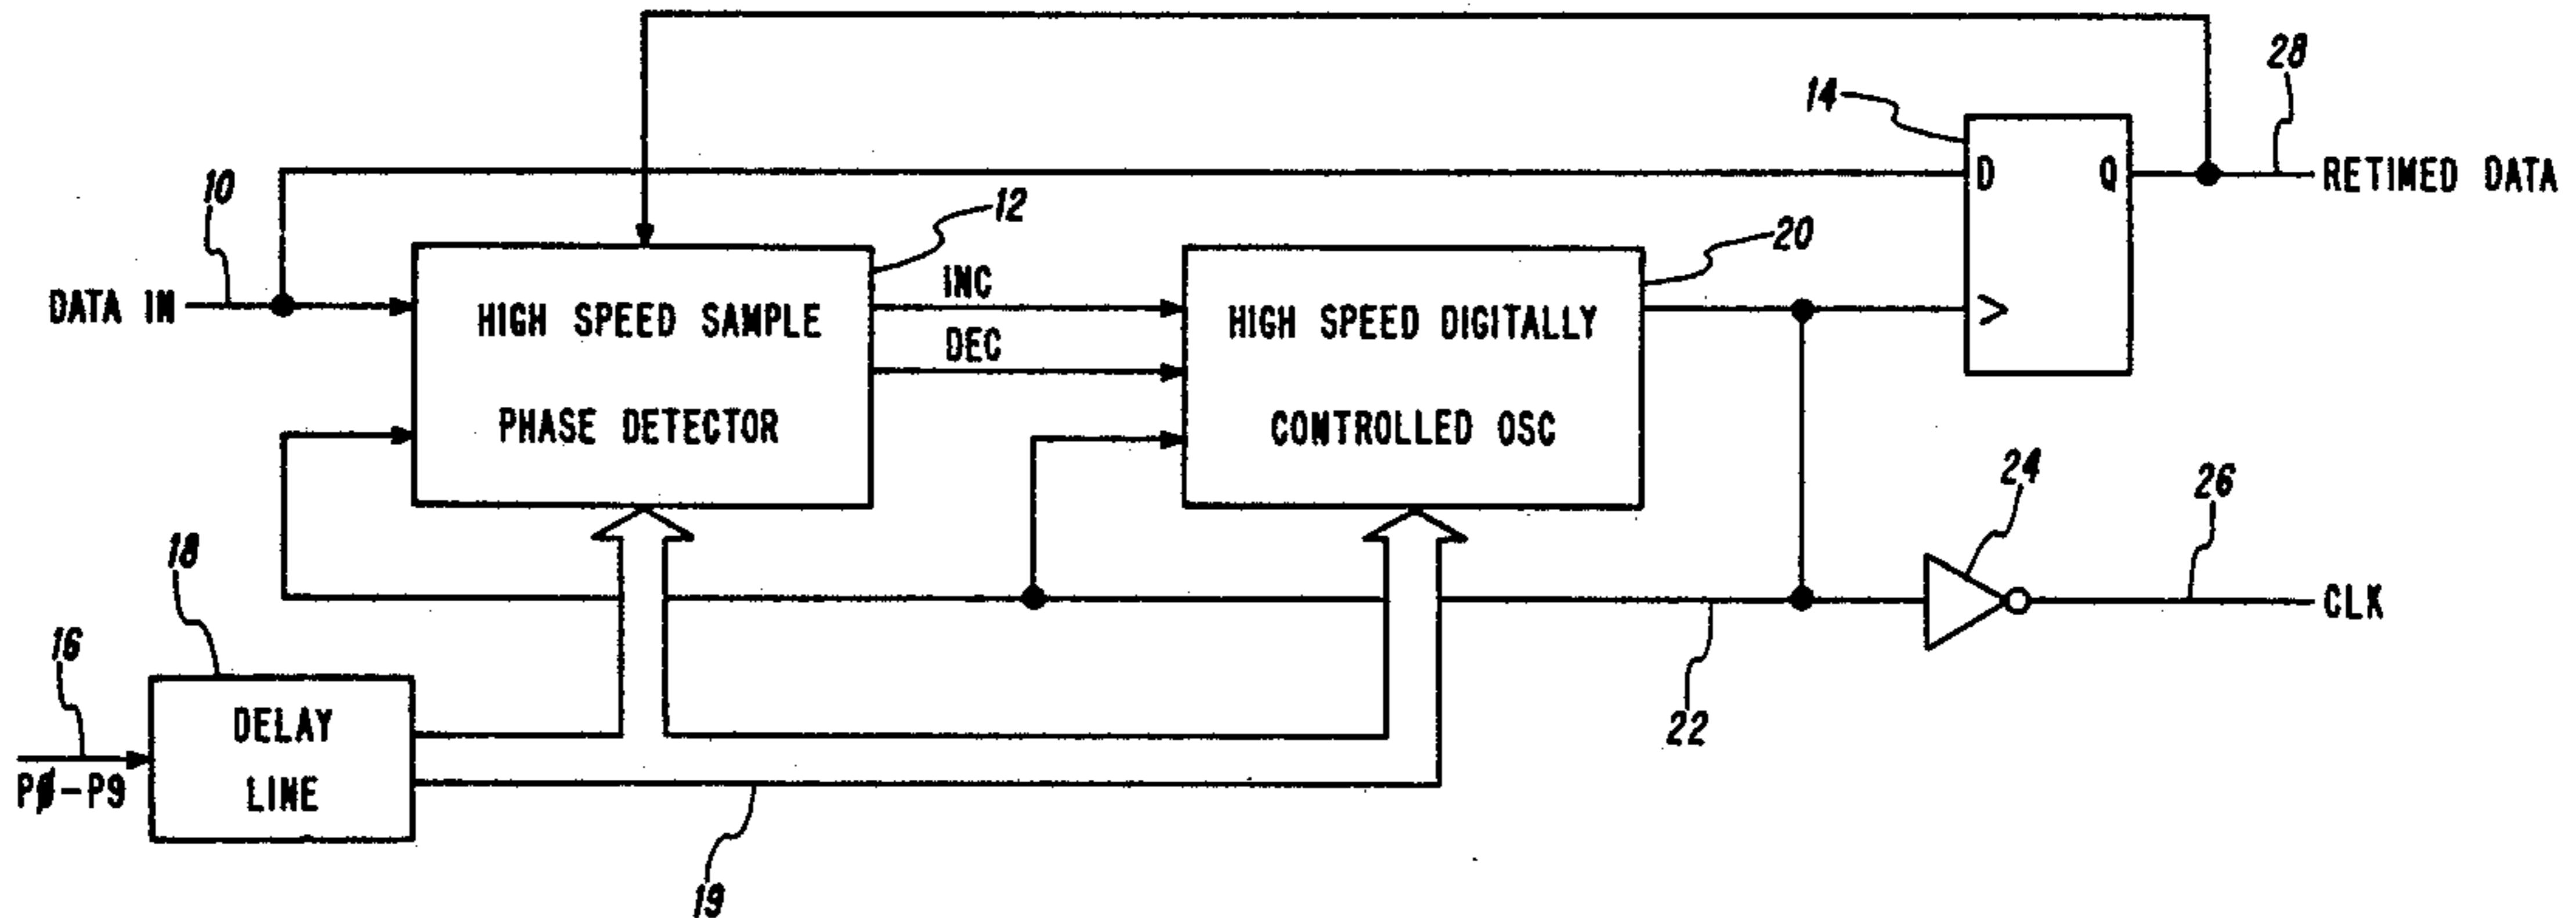 28
14
D Q
RETIMED DATA
10
12
20
DATA IN
HIGH SPEED SAMPLE
PHASE DETECTOR
INC
DEC
HIGH SPEED DIGITALLY
CONTROLLED OSC
>
24
26
CLK
18
16
DELAY
LINE
PØ-P9
22
19